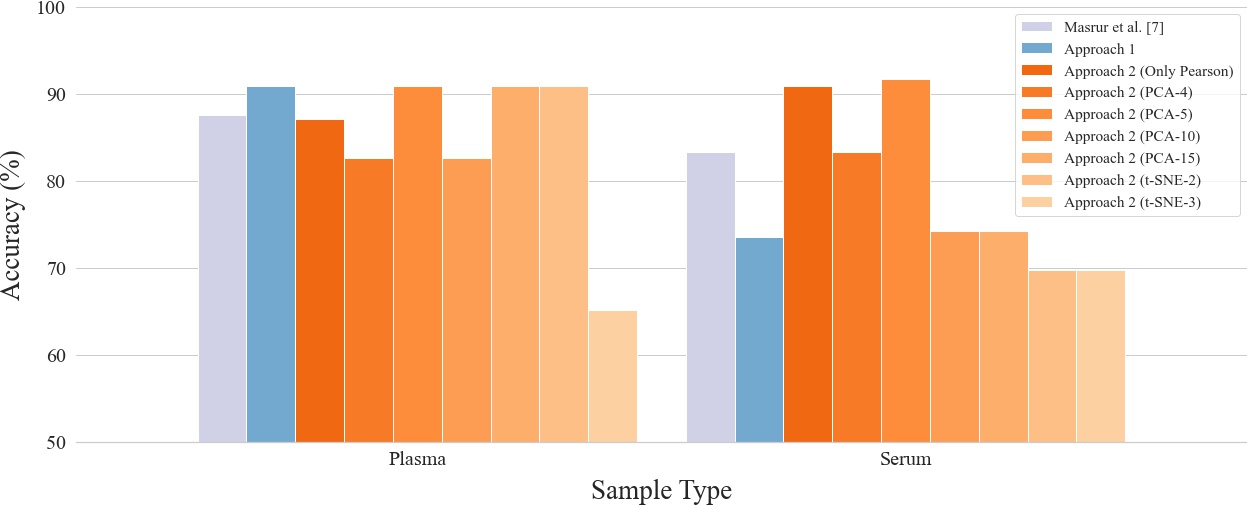 100
90
80
70
60
50
Accuracy (%)
Masrur et al. [7]
Approach 1
Approach 2 (Only Pearson)
Approach 2 (PCA-4)
Approach 2 (PCA-5)
Approach 2 (PCA-10)
Approach 2 (PCA-15)
Approach 2 (t-SNE-2)
Approach 2 (t-SNE-3)
Plasma
Serum
Sample Type